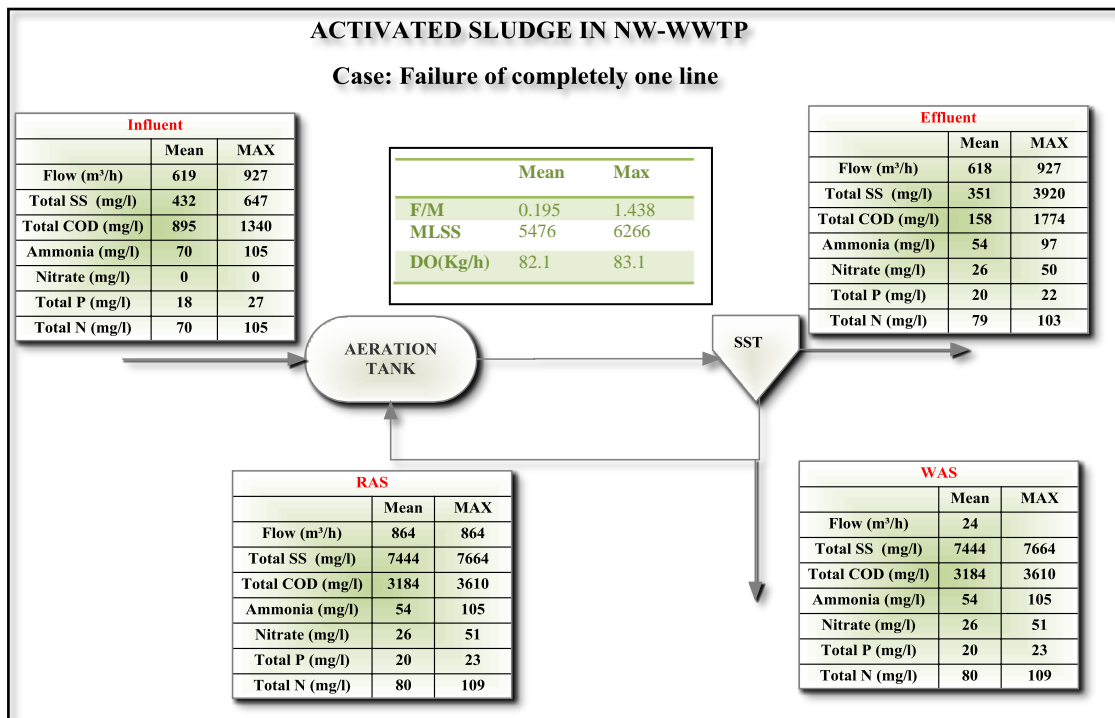 ACTIVATED SLUDGE IN NW-WWTP
Case: Failure of completely one line
Influent
Mean MAX
Flow (m³/h) 619 927
Total SS (mg/l) 432 647
Total COD (mg/l) 895 1340
Ammonia (mg/l) 70 105
Nitrate (mg/l) 0 0
Total P (mg/l) 18 27
Total N (mg/l) 70 105
Mean Max
F/M 0.195 1.438
MLSS 5476 6266
DO(Kg/h) 82.1 83.1
Effluent
Mean MAX
Flow (m³/h) 618 927
Total SS (mg/l) 351 3920
Total COD (mg/l) 158 1774
Ammonia (mg/l) 54 97
Nitrate (mg/l) 26 50
Total P (mg/l) 20 22
Total N (mg/l) 79 103
AERATION
TANK
SST
RAS
Mean MAX
Flow (m³/h) 864 864
Total SS (mg/l) 7444 7664
Total COD (mg/l) 3184 3610
Ammonia (mg/l) 54 105
Nitrate (mg/l) 26 51
Total P (mg/l) 20 23
Total N (mg/l) 80 109
WAS
Mean MAX
Flow (m³/h) 24
Total SS (mg/l) 7444 7664
Total COD (mg/l) 3184 3610
Ammonia (mg/l) 54 105
Nitrate (mg/l) 26 51
Total P (mg/l) 20 23
Total N (mg/l) 80 109